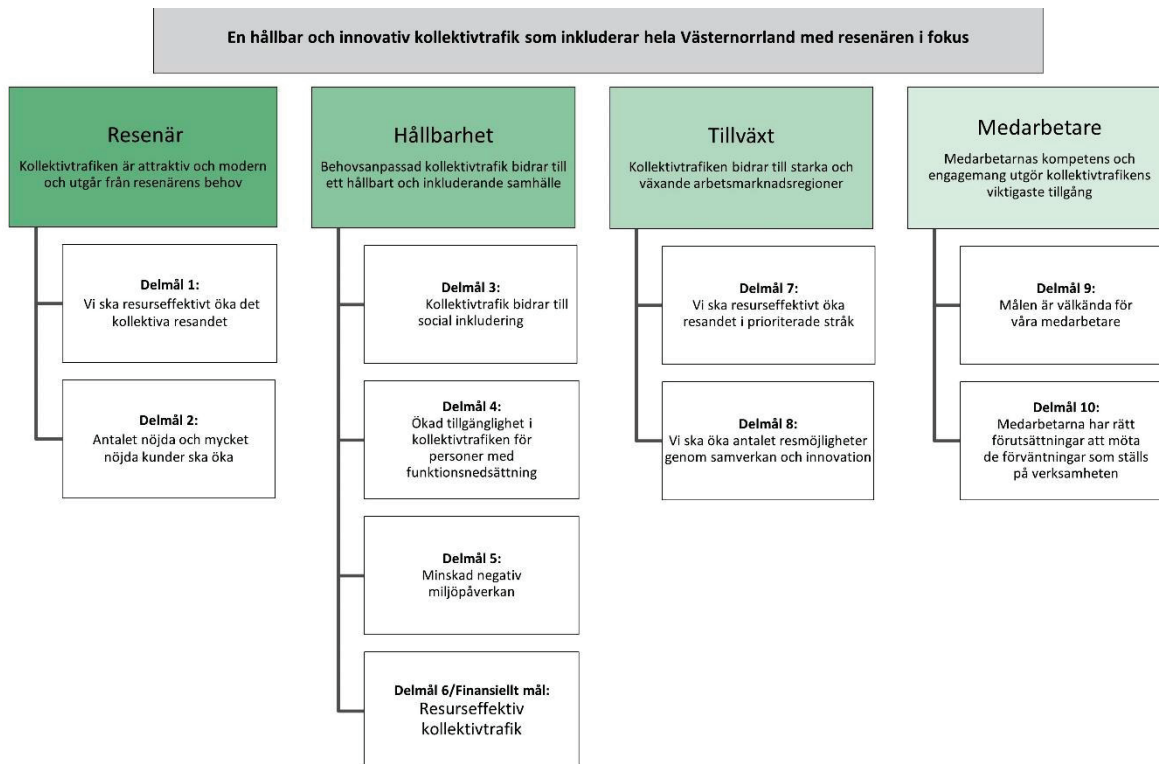 En hållbar och innovativ kollektivtrafik som inkluderar hela Västernorrland med resenären i fokus
Resenär
Kollektivtrafiken är attraktiv och modern
och utgår från resenärens behov
Delmål 1:
Vi ska resurseffektivt öka det
kollektiva resandet
Delmål 2:
Antalet nöjda och mycket
nöjda kunder ska öka
Hållbarhet
Behovsanpassad kollektivtrafik bidrar till
ett hållbart och inkluderande samhälle
Delmål 3:
Kollektivtrafik bidrar till
social inkludering
Delmål 4:
Ökad tillgänglighet i
kollektivtrafiken för
personer med
funktionsnedsättning
Delmål 5:
Minskad negativ
miljöpåverkan
Delmål 6/Finansiellt mål:
Resurseffektiv
kollektivtrafik
Tillväxt
Kollektivtrafiken bidrar till starka och
växande arbetsmarknadsregioner
Delmål 7:
Vi ska resurseffektivt öka
resandet i prioriterade stråk
Delmål 8:
Vi ska öka antalet resmöjligheter
genom samverkan och innovation
Medarbetare
Medarbetarnas kompetens och
engagemang utgör kollektivtrafikens
viktigaste tillgång
Delmål 9:
Målen är välkända för
våra medarbetare
Delmål 10:
Medarbetarna har rätt
förutsättningar att möta
de förväntningar som ställs
på verksamheten